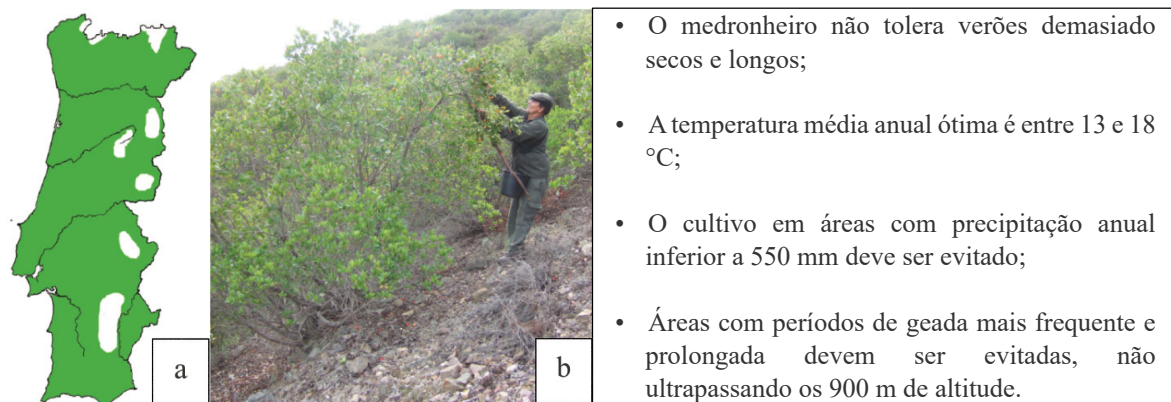 a
b
• O medronheiro não tolera verões demasiado
secos e longos;
• A temperatura média anual ótima é entre 13 e 18
°C;
• O cultivo em áreas com precipitação anual
inferior a 550 mm deve ser evitado;
• Áreas com períodos de geada mais frequente e
prolongada devem ser evitadas, não
ultrapassando os 900 m de altitude.